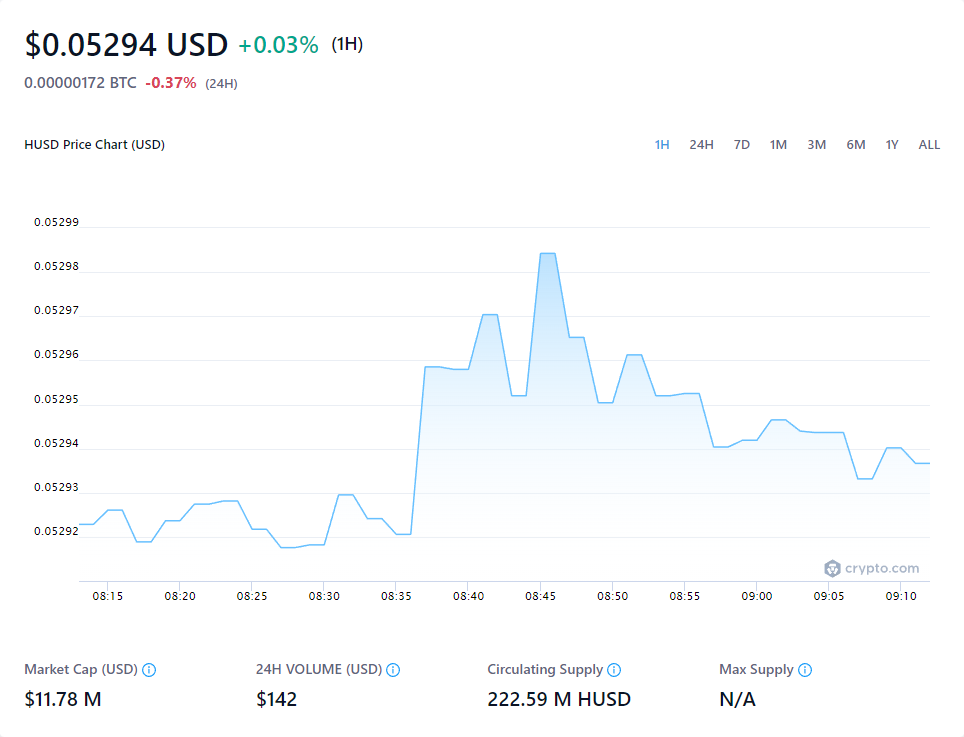 $0.05294 USD +0.03% (1H)
0.00000172 BTC -0.37% (24H)
HUSD Price Chart (USD) 1H 24H 7D 1M 3M 6M 1Y ALL
0.05299
0.05298
0.05297
0.05296
0.05295
0.05294
0.05293
0.05292
crypto.com
08:15 08:20 08:25 08:30 08:35 08:40 08:45 08:50 08:55 09:00 09:05 09:10
Market Cap (USD) 24H VOLUME (USD) Circulating Supply Max Supply
$11.78 M $142 222.59 M HUSD N/A